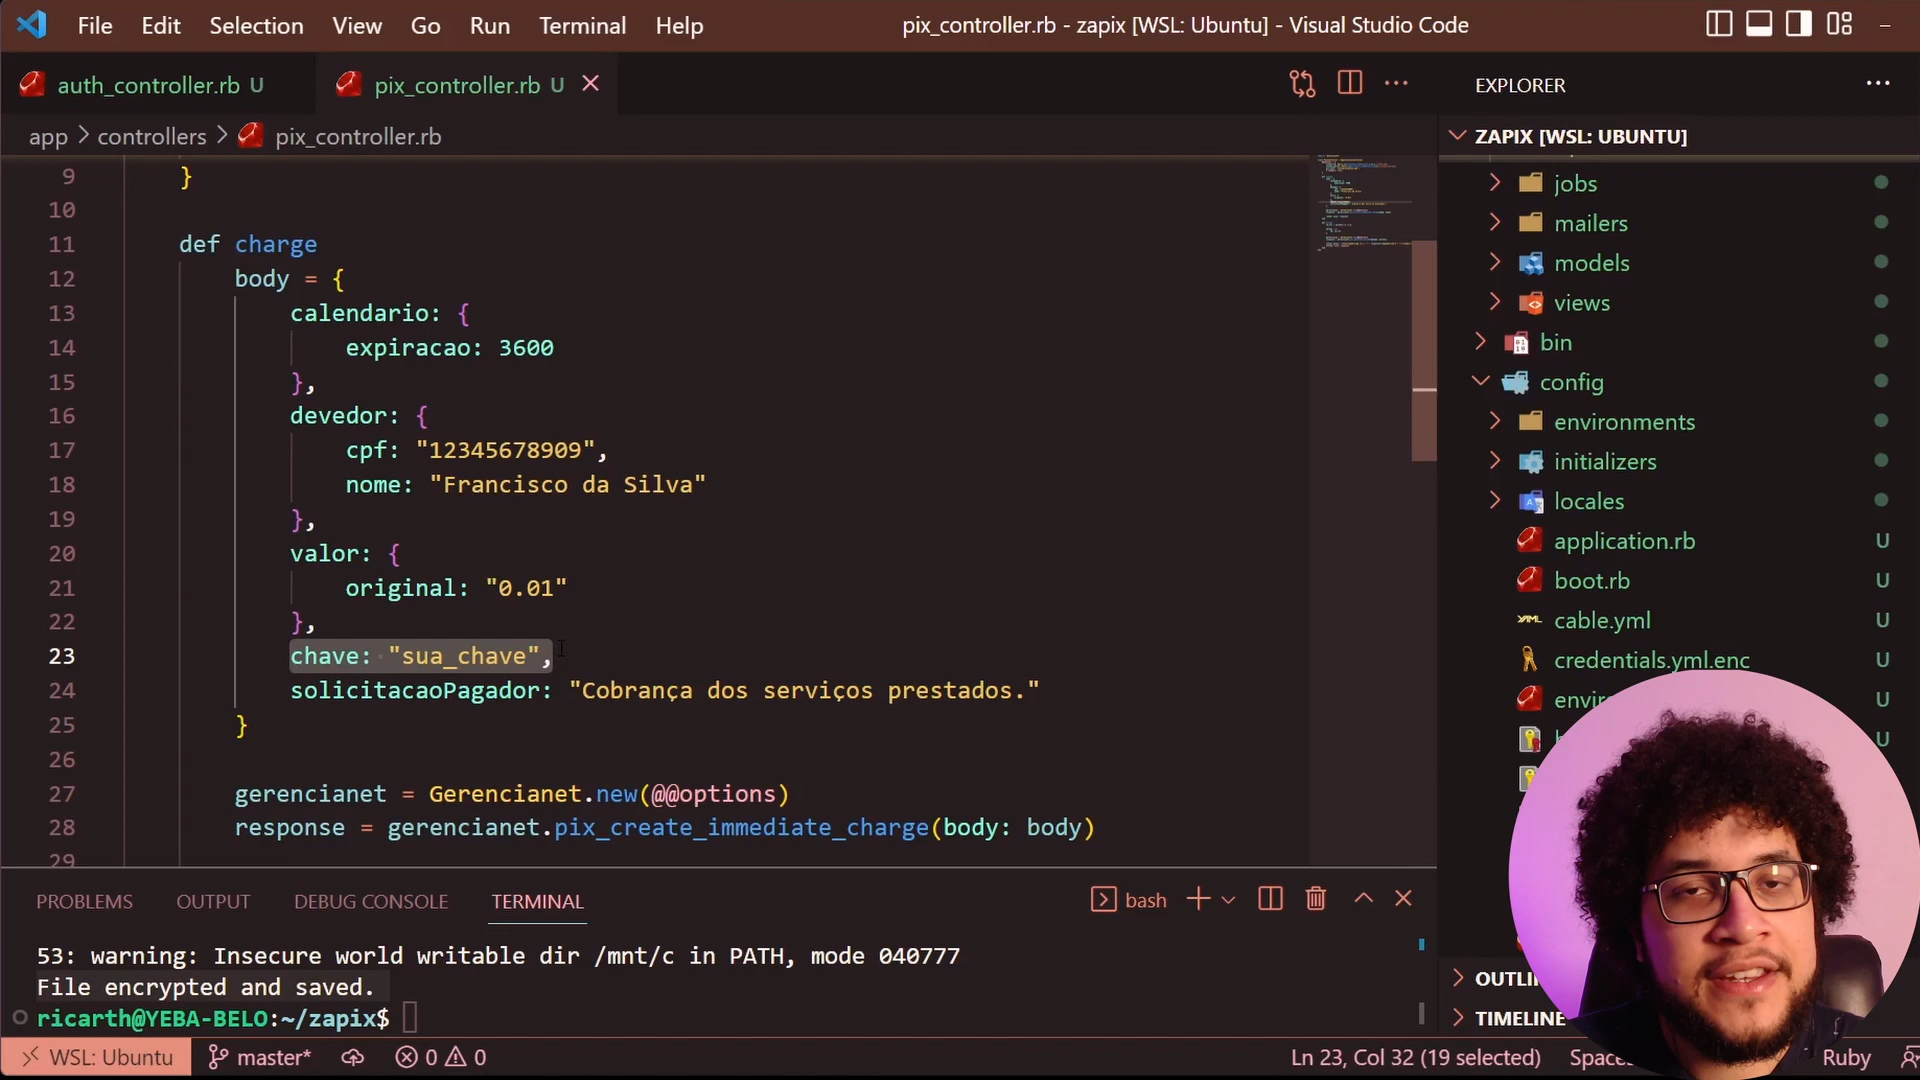 File Edit Selection View Go Run Terminal Help
pix_controller.rb - zapix [WSL: Ubuntu] - Visual Studio Code
auth_controller.rb U
pix_controller.rb U
app > controllers > pix_controller.rb
9 }
10
11 def charge
12 body = {
13 calendario: {
14 expiracao: 3600
15 },
16 devedor: {
17 cpf: "12345678909",
18 nome: "Francisco da Silva"
19 },
20 valor: {
21 original: "0.01"
22 },
23 chave: "sua_chave",
24 solicitacaoPagador: "Cobrança dos serviços prestados."
25 }
26
27 gerencianet = Gerencianet.new(@@options)
28 response = gerencianet.pix_create_immediate_charge(body: body)
29
EXPLORER
ZAPIX [WSL: UBUNTU]
jobs
mailers
models
views
bin
config
environments
initializers
locales
application.rb U
boot.rb U
cable.yml U
credentials.yml.enc U
U
U
OUTLI
TIMELINE
PROBLEMS OUTPUT DEBUG CONSOLE TERMINAL
bash
53: warning: Insecure world writable dir /mnt/c in PATH, mode 040777
File encrypted and saved.
ricarth@YEBA-BELO:~/zapix$
WSL: Ubuntu master* 0 0
Ln 23, Col 32 (19 selected) Ruby